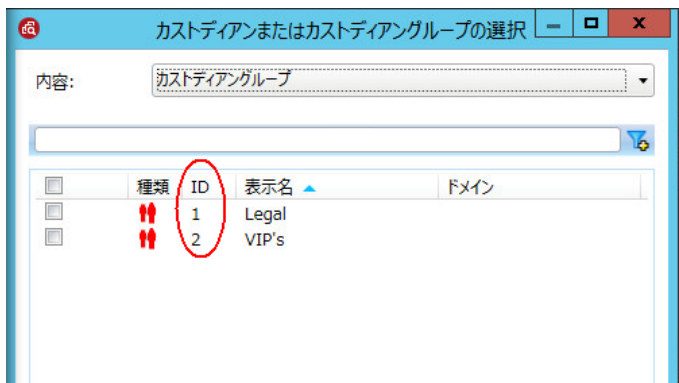 カストディアンまたはカストディアングループの選択
内容: カストディアングループ
種類 ID 表示名 ドメイン
1 Legal
2 VIP's